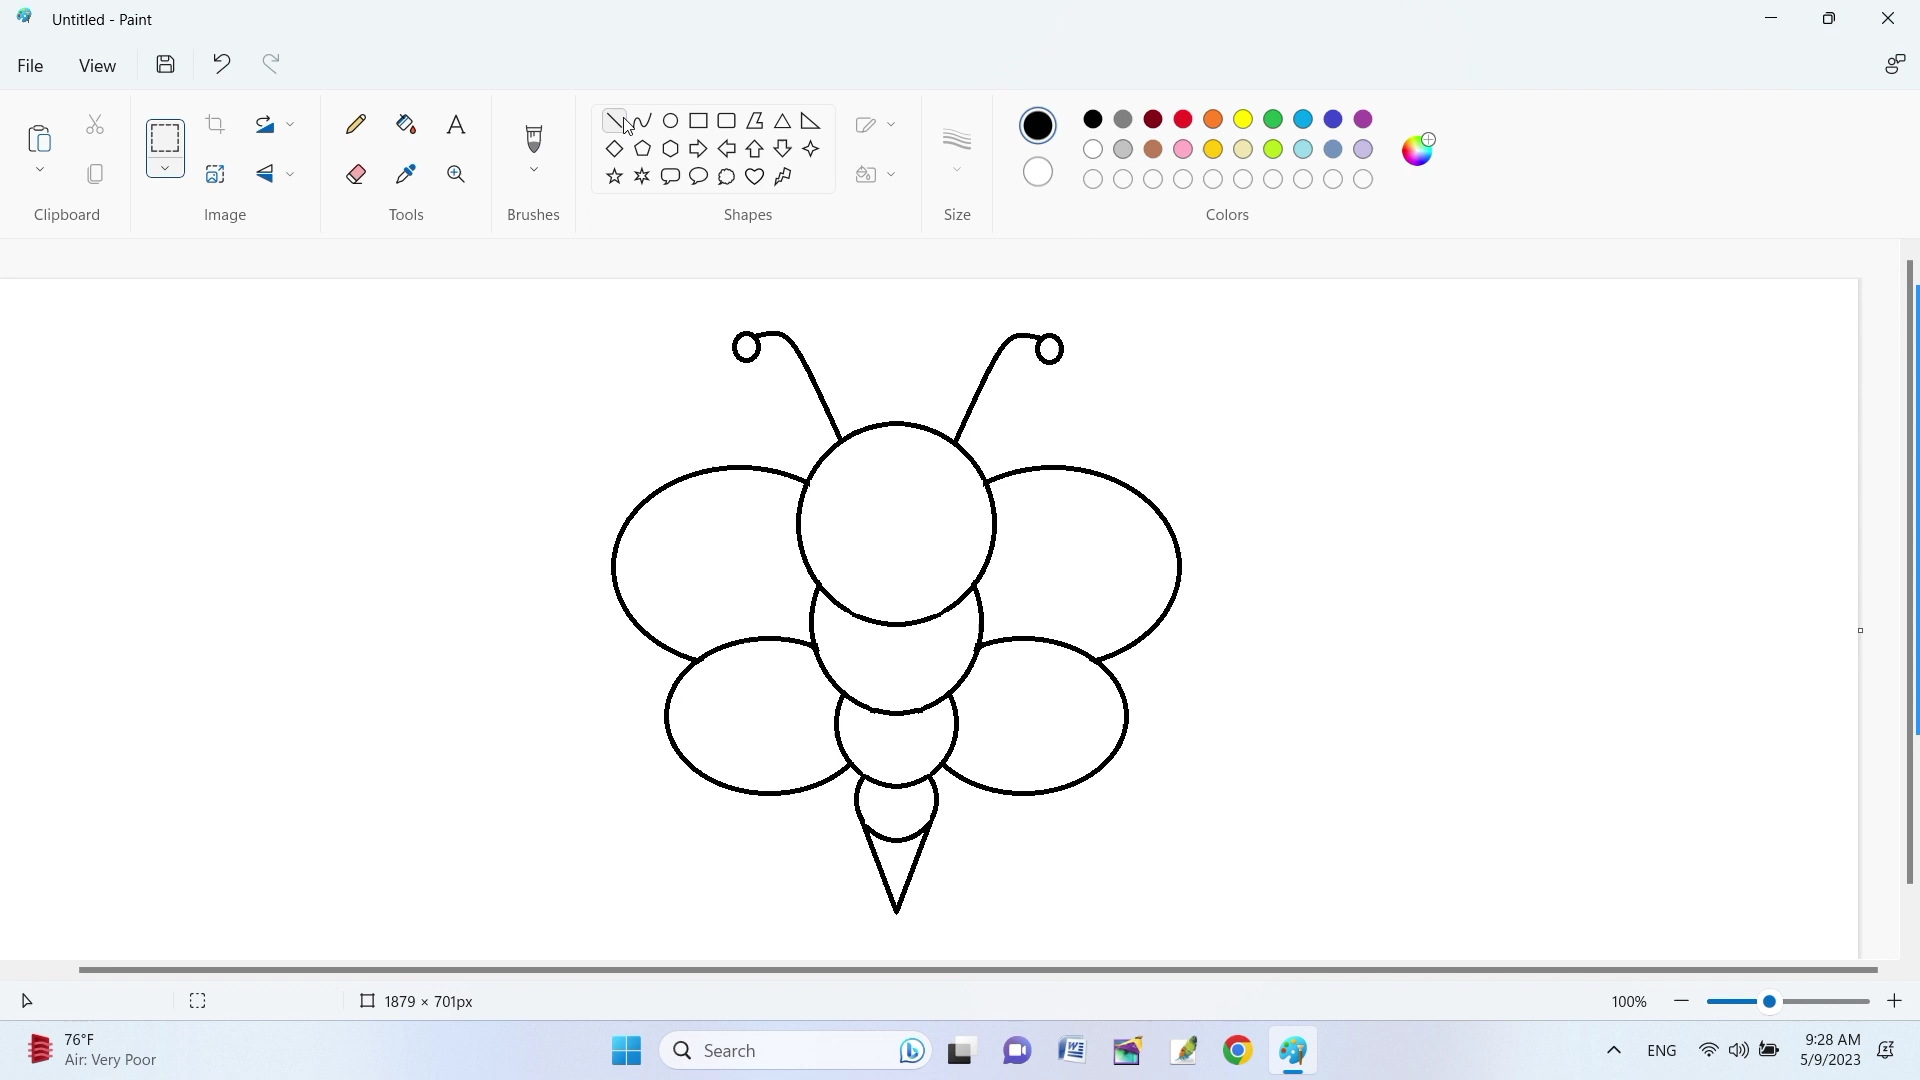 Untitled - Paint
File View
Clipboard Image Tools Brushes Shapes Size Colors
1879 × 701px 100%
76°F
Air: Very Poor
Search
W
ENG
9:28 AM
5/9/2023